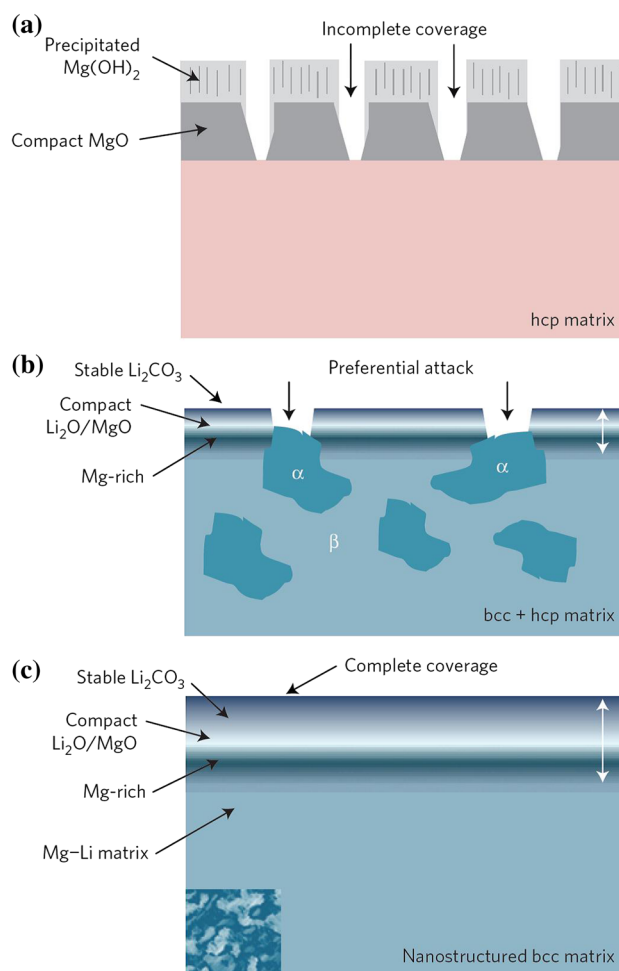 (a)
Precipitated
Mg(OH)₂
Incomplete coverage
Compact MgO
hcp matrix
(b)
Stable Li₂CO₃
Preferential attack
Compact
Li₂O/MgO
Mg-rich
α
α
β
bcc + hcp matrix
(c)
Complete coverage
Stable Li₂CO₃
Compact
Li₂O/MgO
Mg-rich
Mg–Li matrix
Nanostructured bcc matrix